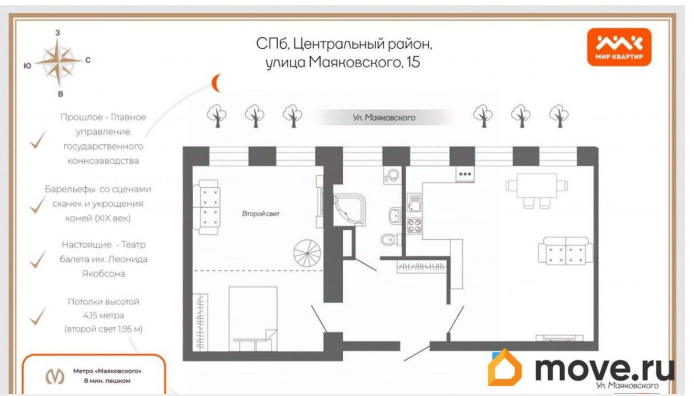 З
Ю
С
В
СПб, Центральный район,
улица Маяковского, 15
МИР КВАРТИР
Ул. Маяковского
Прошлое - Главное
управление
государственного
коннозаводства
Барельефы со сценами
скачек и укрощения
коней (XIX век)
Настоящие - Театр
балета им. Леонида
Якобсона
Потолки высотой
4,15 метра
(второй свет 1,95 м)
Второй свет
Метро «Маяковского»
8 мин. пешком
move.ru
Ул. Маяковского